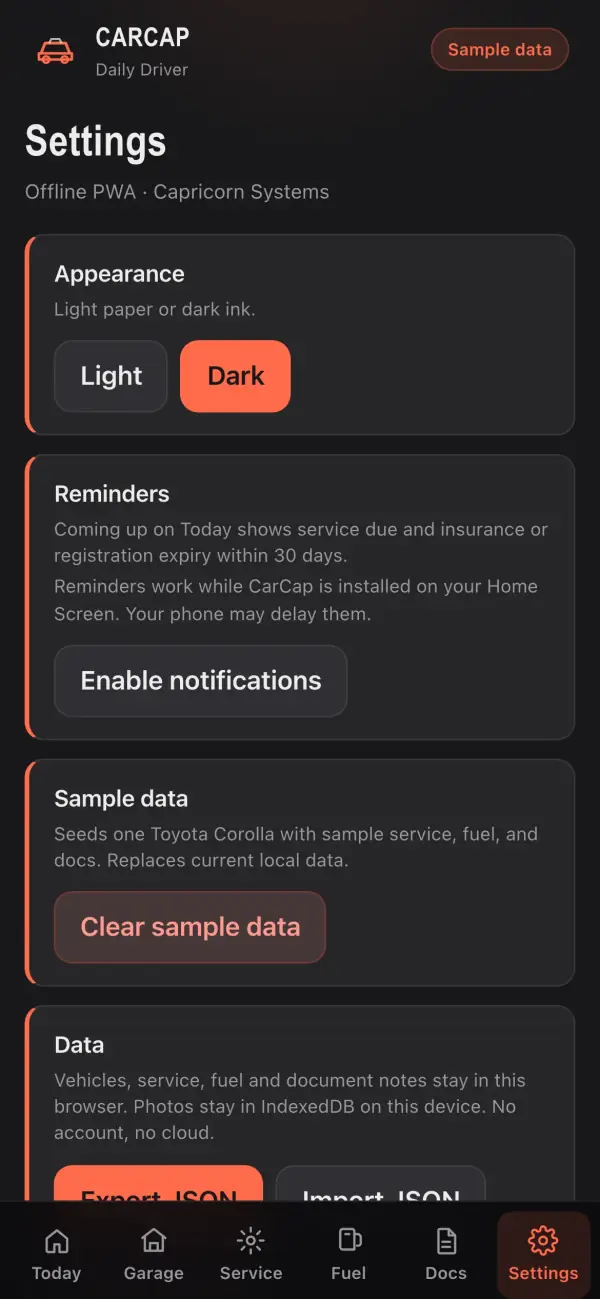 CARCAP
Daily Driver
Sample data
Settings
Offline PWA · Capricorn Systems
Appearance
Light paper or dark ink.
Light
Dark
Reminders
Coming up on Today shows service due and insurance or
registration expiry within 30 days.
Reminders work while CarCap is installed on your Home
Screen. Your phone may delay them.
Enable notifications
Sample data
Seeds one Toyota Corolla with sample service, fuel, and
docs. Replaces current local data.
Clear sample data
Data
Vehicles, service, fuel and document notes stay in this
browser. Photos stay in IndexedDB on this device. No
account, no cloud.
Export JSON
Import JSON
Today
Garage
Service
Fuel
Docs
Settings